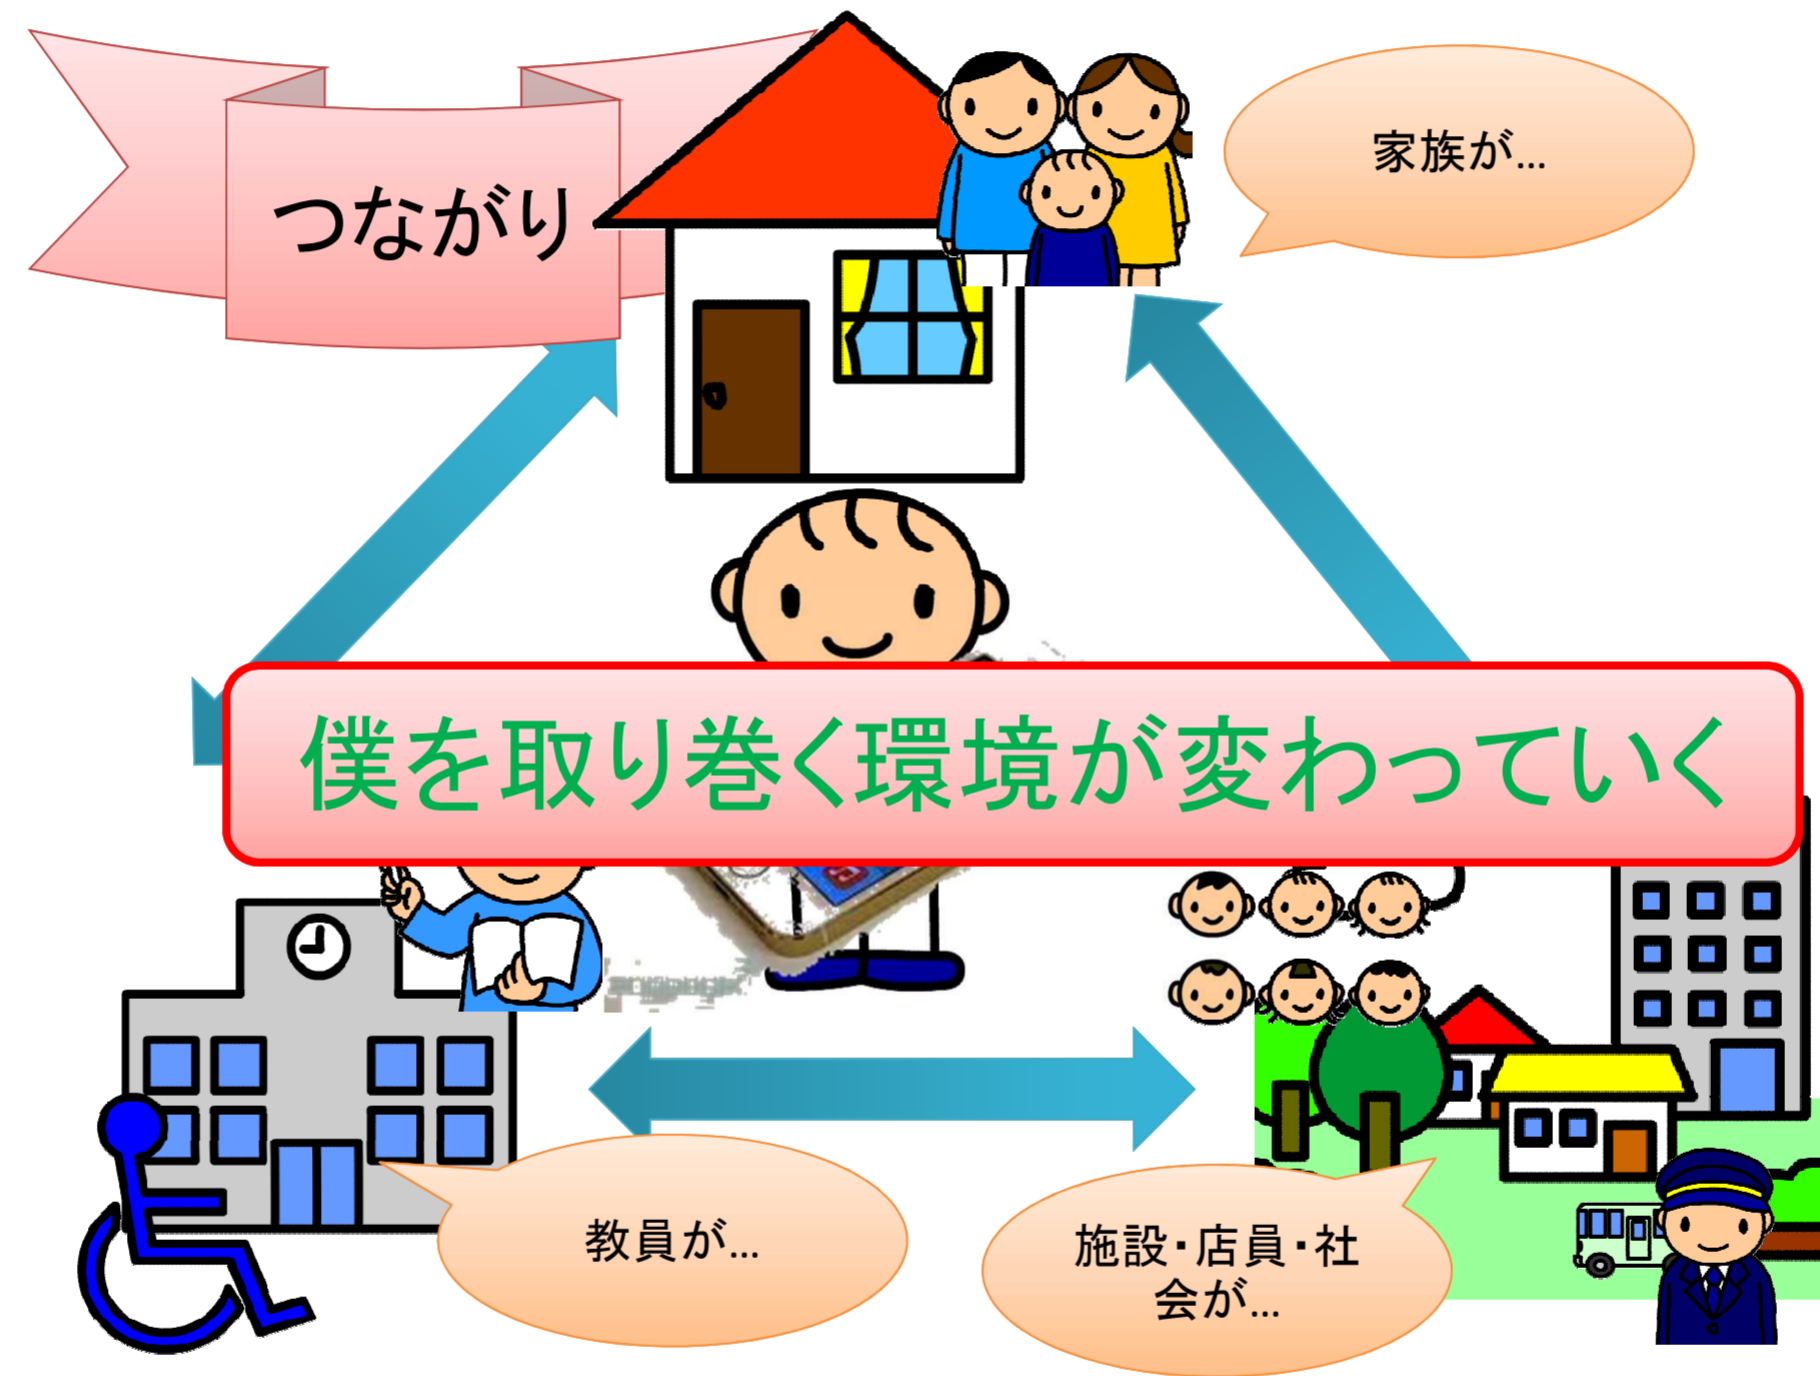 つながり
家族が…
僕を取り巻く環境が変わっていく
教員が…
施設・店員・社
会が…